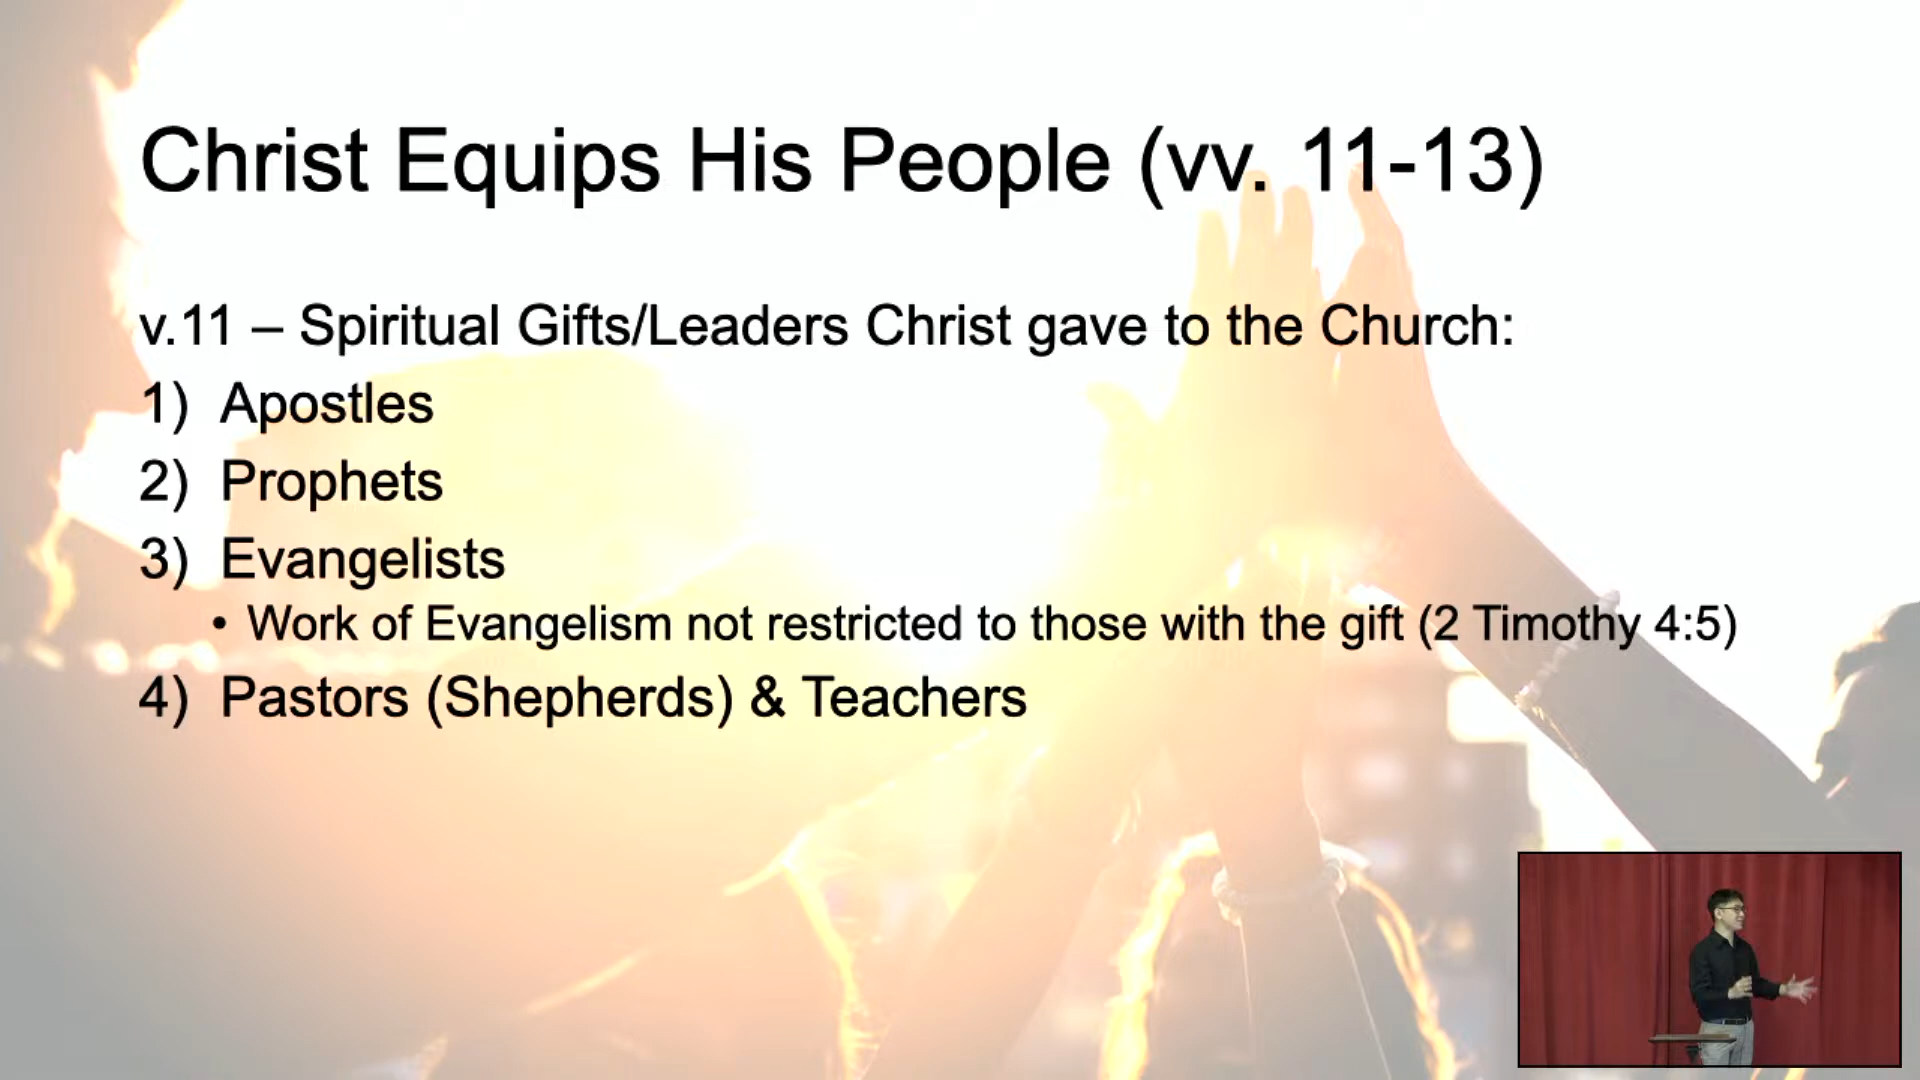 Christ Equips His People (vv. 11-13)
v.11 – Spiritual Gifts/Leaders Christ gave to the Church:
1) Apostles
2) Prophets
3) Evangelists
• Work of Evangelism not restricted to those with the gift (2 Timothy 4:5)
4) Pastors (Shepherds) & Teachers